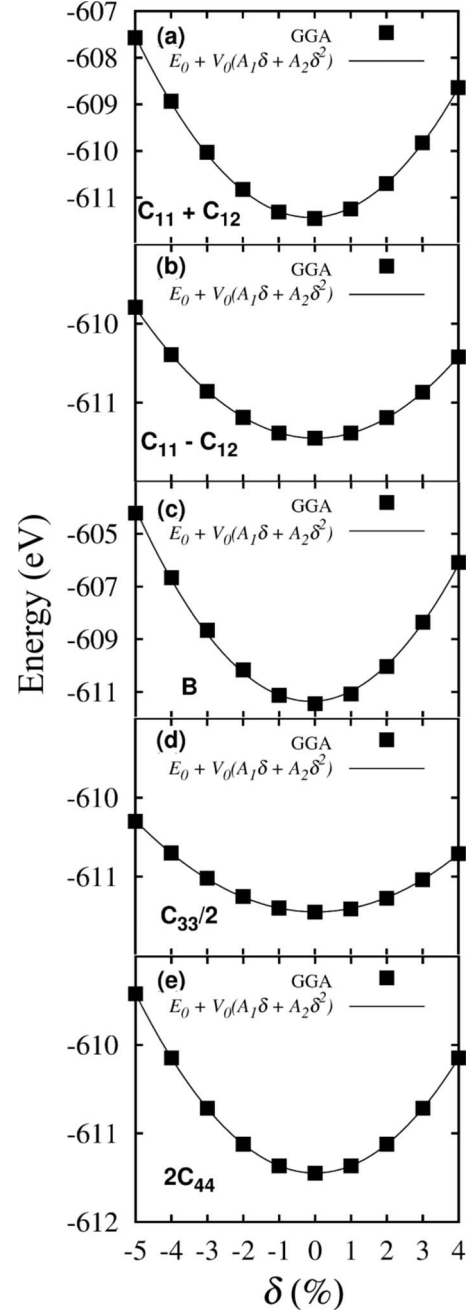 -607
-608
-609
-610
-611
(a)
GGA
E₀ + V₀(A₁δ + A₂δ²)
C₁₁ + C₁₂
-610
-611
(b)
GGA
E₀ + V₀(A₁δ + A₂δ²)
C₁₁ - C₁₂
-605
-607
-609
-611
(c)
GGA
E₀ + V₀(A₁δ + A₂δ²)
B
-610
-611
(d)
GGA
E₀ + V₀(A₁δ + A₂δ²)
C₃₃/2
-610
-611
-612
(e)
GGA
E₀ + V₀(A₁δ + A₂δ²)
2C₄₄
-5 -4 -3 -2 -1 0 1 2 3 4
δ (%)
Energy (eV)